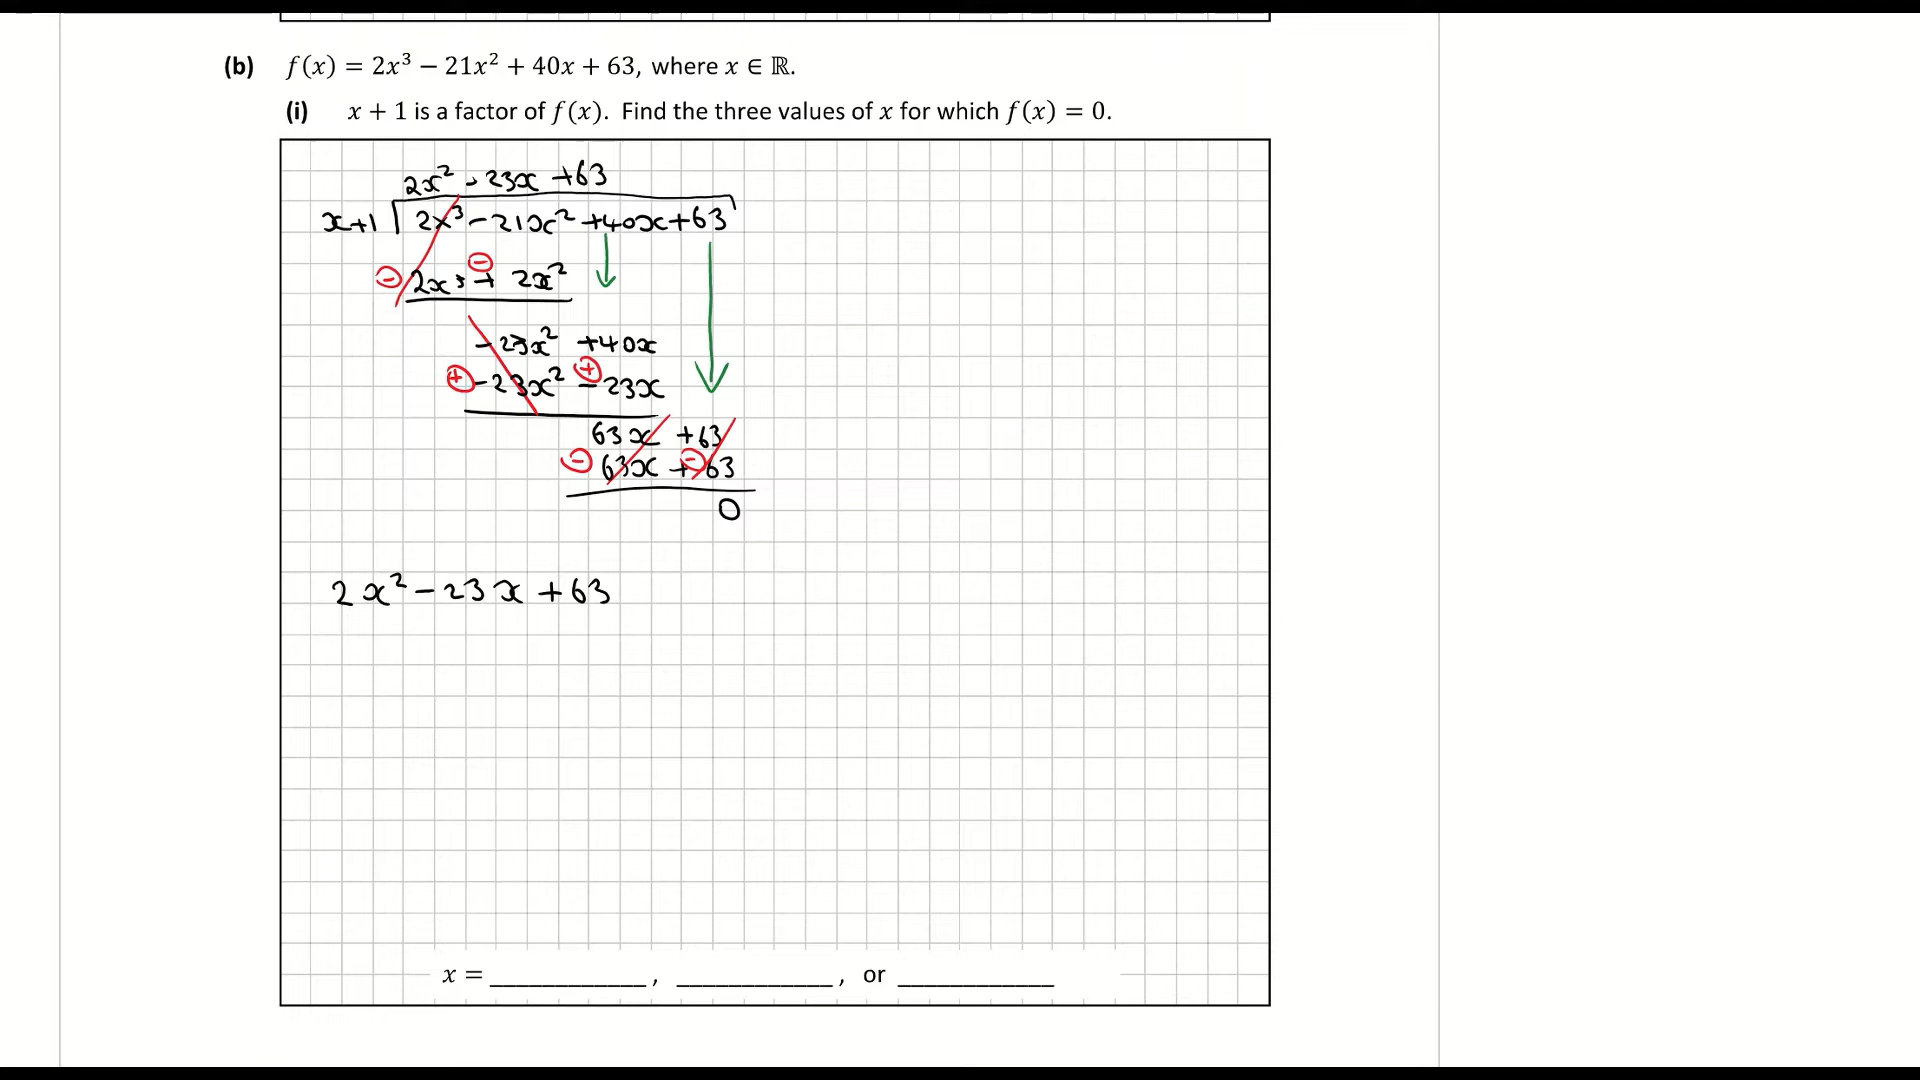 (b) f(x) = 2x³ − 21x² + 40x + 63, where x ∈ ℝ.
(i) x + 1 is a factor of f(x). Find the three values of x for which f(x) = 0.
2x² - 23x + 63
x+1 2x³ - 21x² + 40x + 63
⊖ 2x³ + ⊖ 2x²
- 23x² + 40x
⊕ - 23x² ⊕ - 23x
63x + 63
⊖ 63x + ⊖ 63
0
2x² - 23x + 63
x = ____________ , ____________ , or ____________